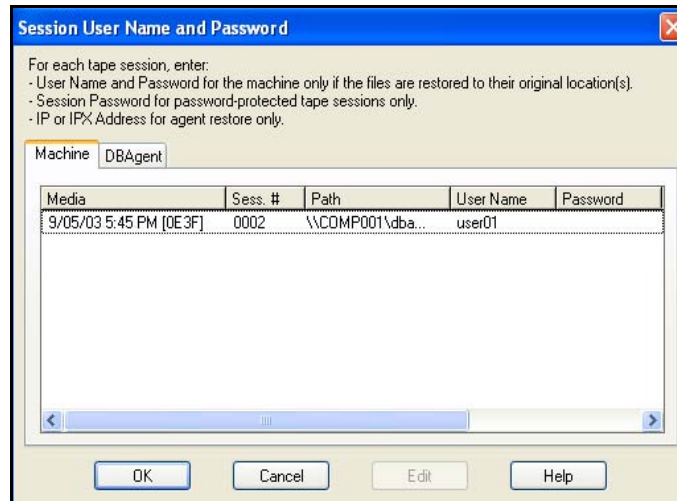 Session User Name and Password
For each tape session, enter:
- User Name and Password for the machine only if the files are restored to their original location(s).
- Session Password for password-protected tape sessions only.
- IP or IPX Address for agent restore only.
Machine DBAgent
Media Sess. # Path User Name Password
9/05/03 5:45 PM [0E3F] 0002 \\COMP001\dba... user01
OK Cancel Edit Help